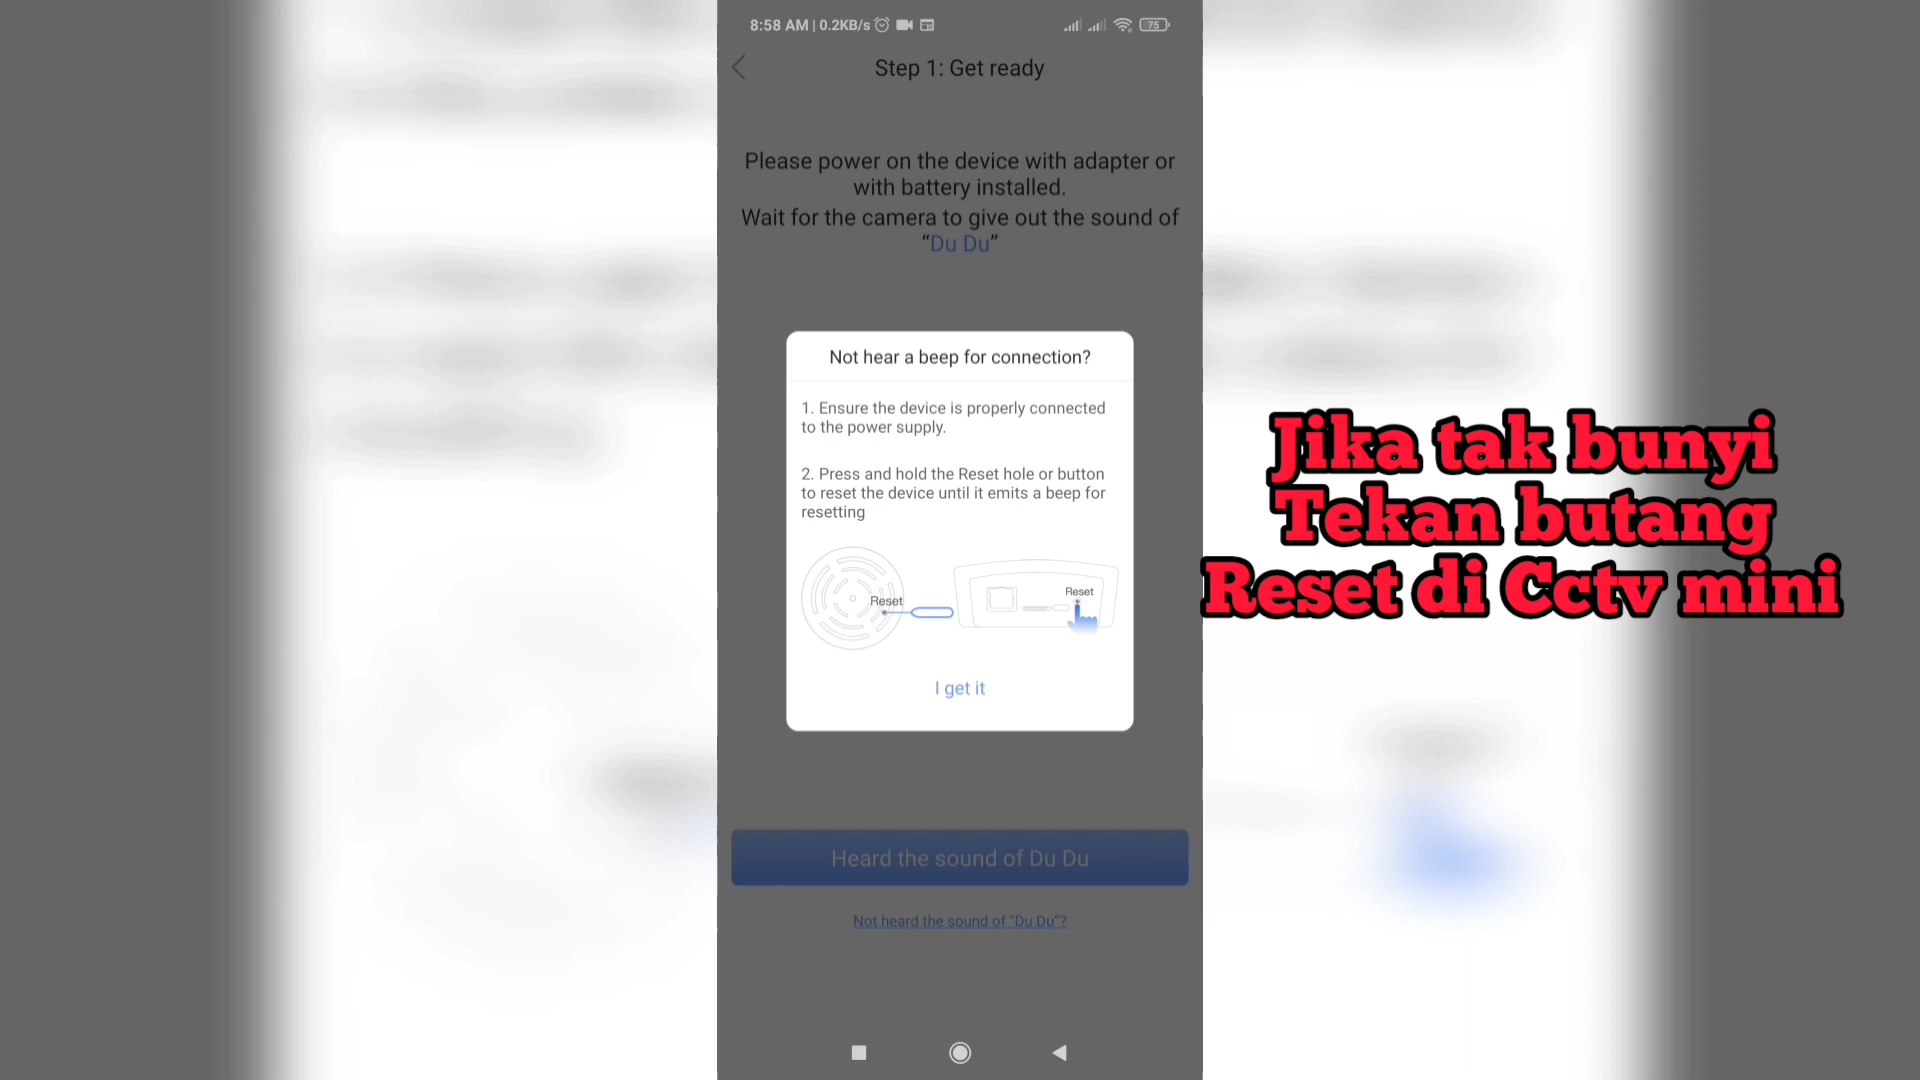 8:58 AM | 0.2KB/s
75
Step 1: Get ready
Please power on the device with adapter or
with battery installed.
Wait for the camera to give out the sound of
“Du Du”
Not hear a beep for connection?
1. Ensure the device is properly connected
to the power supply.
2. Press and hold the Reset hole or button
to reset the device until it emits a beep for
resetting
Reset
Reset
I get it
Heard the sound of Du Du
Not heard the sound of "Du Du"?
Jika tak bunyi
Tekan butang
Reset di Cctv mini